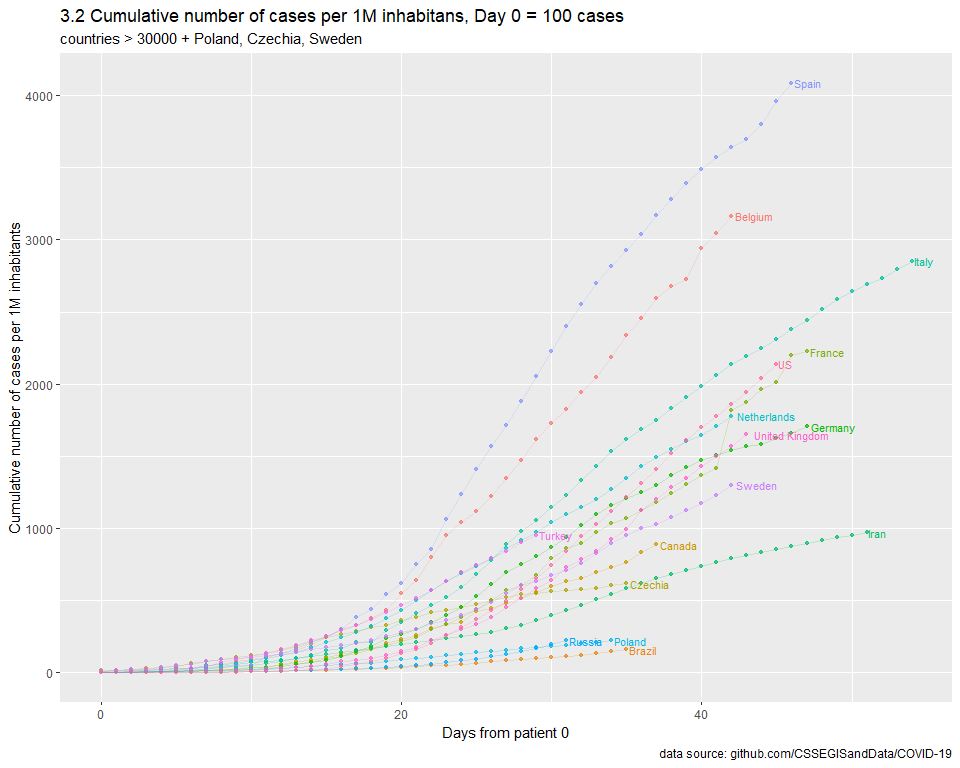 3.2 Cumulative number of cases per 1M inhabitans, Day 0 = 100 cases
countries > 30000 + Poland, Czechia, Sweden
Cumulative number of cases per 1M inhabitants
4000
3000
2000
1000
0
Spain
Belgium
Italy
France
US
Netherlands
Germany
United Kingdom
Sweden
Turkey
Iran
Canada
Czechia
Russia
Poland
Brazil
0
20
40
Days from patient 0
data source: github.com/CSSEGISandData/COVID-19